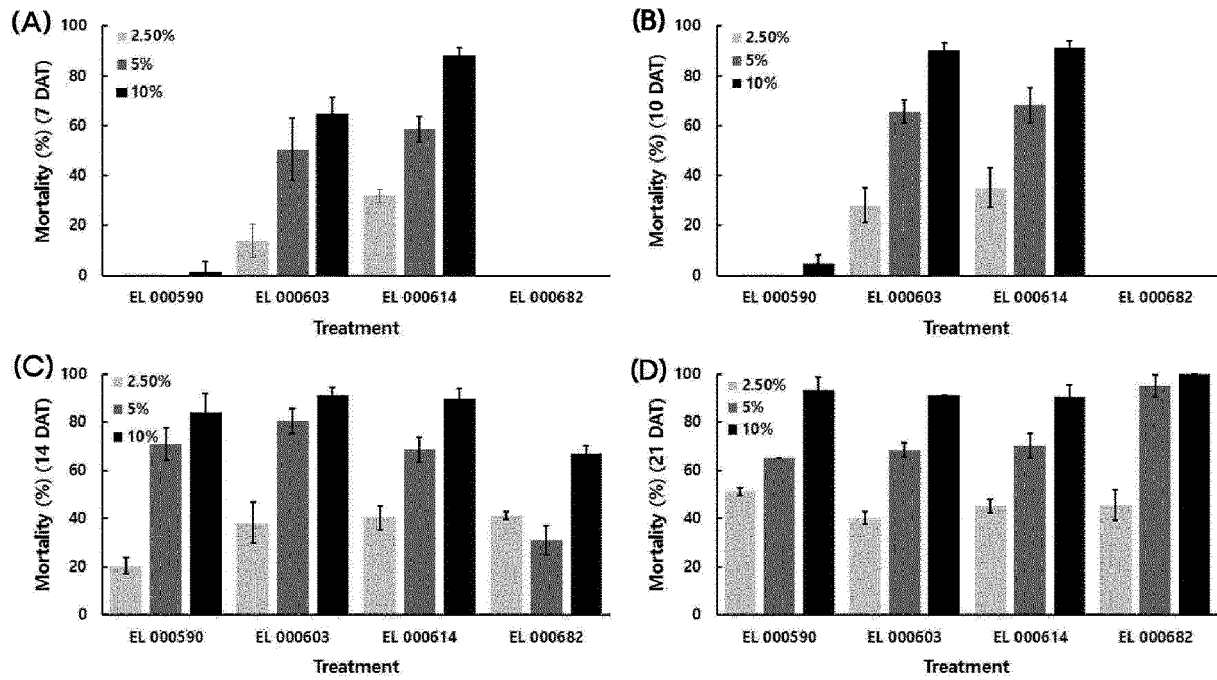 (A)
Mortality (%) (7 DAT)
100
80
60
40
20
0
2.50%
5%
10%
EL 000590
EL 000603
EL 000614
EL 000682
Treatment
(B)
Mortality (%) (10 DAT)
100
80
60
40
20
0
2.50%
5%
10%
EL 000590
EL 000603
EL 000614
EL 000682
Treatment
(C)
Mortality (%) (14 DAT)
100
80
60
40
20
0
2.50%
5%
10%
EL 000590
EL 000603
EL 000614
EL 000682
Treatment
(D)
Mortality (%) (21 DAT)
100
80
60
40
20
0
2.50%
5%
10%
EL 000590
EL 000603
EL 000614
EL 000682
Treatment